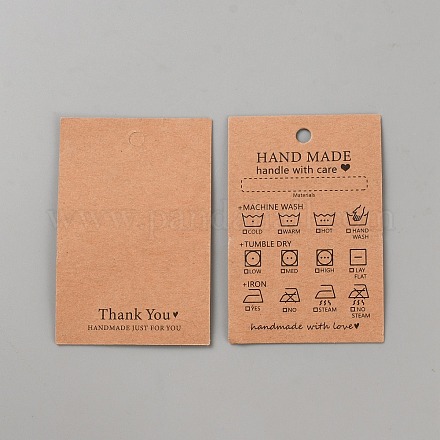 Thank You♥
HANDMADE JUST FOR YOU
HAND MADE
handle with care ♥
Materials
+MACHINE WASH
☐COLD ☐WARM ☐HOT ☐HAND WASH
+TUMBLE DRY
☐LOW ☐MED ☐HIGH ☐LAY FLAT
+IRON
☐YES ☐NO ☐STEAM ☐NO STEAM
handmade with love♥